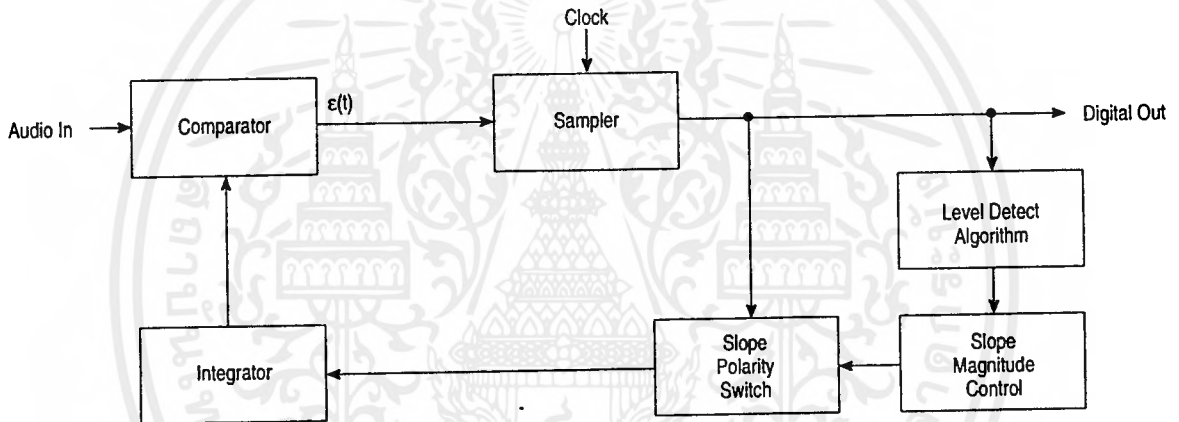 Clock
Audio In
Comparator
ε(t)
Sampler
Digital Out
Level Detect
Algorithm
Integrator
Slope
Polarity
Switch
Slope
Magnitude
Control